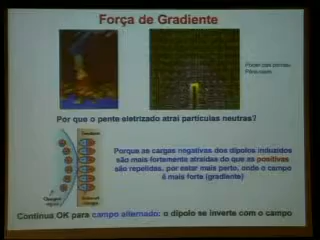 Força de Gradiente
Por que o pente eletrizado atrai partículas neutras?
Porque as cargas negativas dos dipolos induzidos
são mais fortemente atraídas do que as positivas
são repelidas, por estar mais perto, onde o campo
é mais forte (gradiente)
Continua OK para campo alternado: o dipolo se inverte com o campo